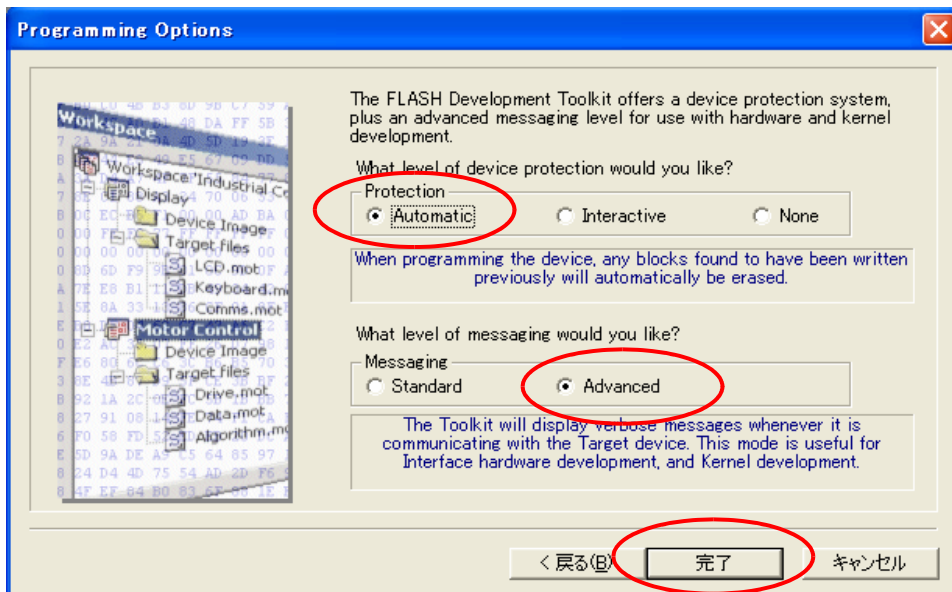 Programming Options
Workspace
Workspace 'Industrial Ce
Display
Device Image
Target files
LCD.mot
Keyboard.m
Comms.mot
Motor Control
Device Image
Target files
Drive.mot
Data.mot
Algorithm.mo
The FLASH Development Toolkit offers a device protection system,
plus an advanced messaging level for use with hardware and kernel
development.
What level of device protection would you like?
Protection
Automatic
Interactive
None
When programming the device, any blocks found to have been written
previously will automatically be erased.
What level of messaging would you like?
Messaging
Standard
Advanced
The Toolkit will display verbose messages whenever it is
communicating with the Target device. This mode is useful for
Interface hardware development, and Kernel development.
< 戻る(B)
完了
キャンセル